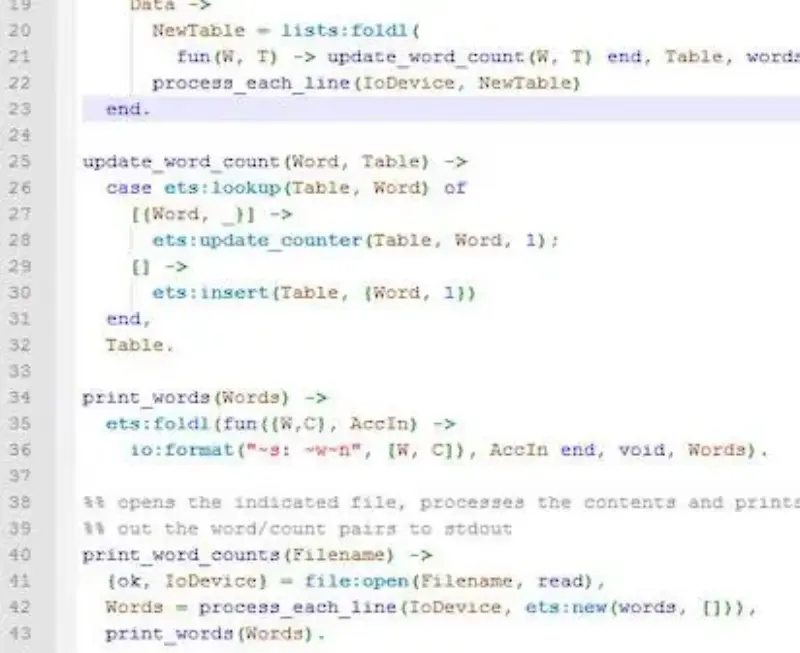 19 Data ->
20 NewTable = lists:foldl(
21 fun(W, T) -> update_word_count(W, T) end, Table, words
22 process_each_line(IoDevice, NewTable)
23 end.
24
25 update_word_count(Word, Table) ->
26 case ets:lookup(Table, Word) of
27 [{Word, _}] ->
28 ets:update_counter(Table, Word, 1);
29 [] ->
30 ets:insert(Table, {Word, 1})
31 end,
32 Table.
33
34 print_words(Words) ->
35 ets:foldl(fun({W,C}, AccIn) ->
36 io:format("~s: ~w~n", [W, C]), AccIn end, void, Words).
37
38 %% opens the indicated file, processes the contents and prints
39 %% out the word/count pairs to stdout
40 print_word_counts(Filename) ->
41 {ok, IoDevice} = file:open(Filename, read),
42 Words = process_each_line(IoDevice, ets:new(words, [])),
43 print_words(Words).